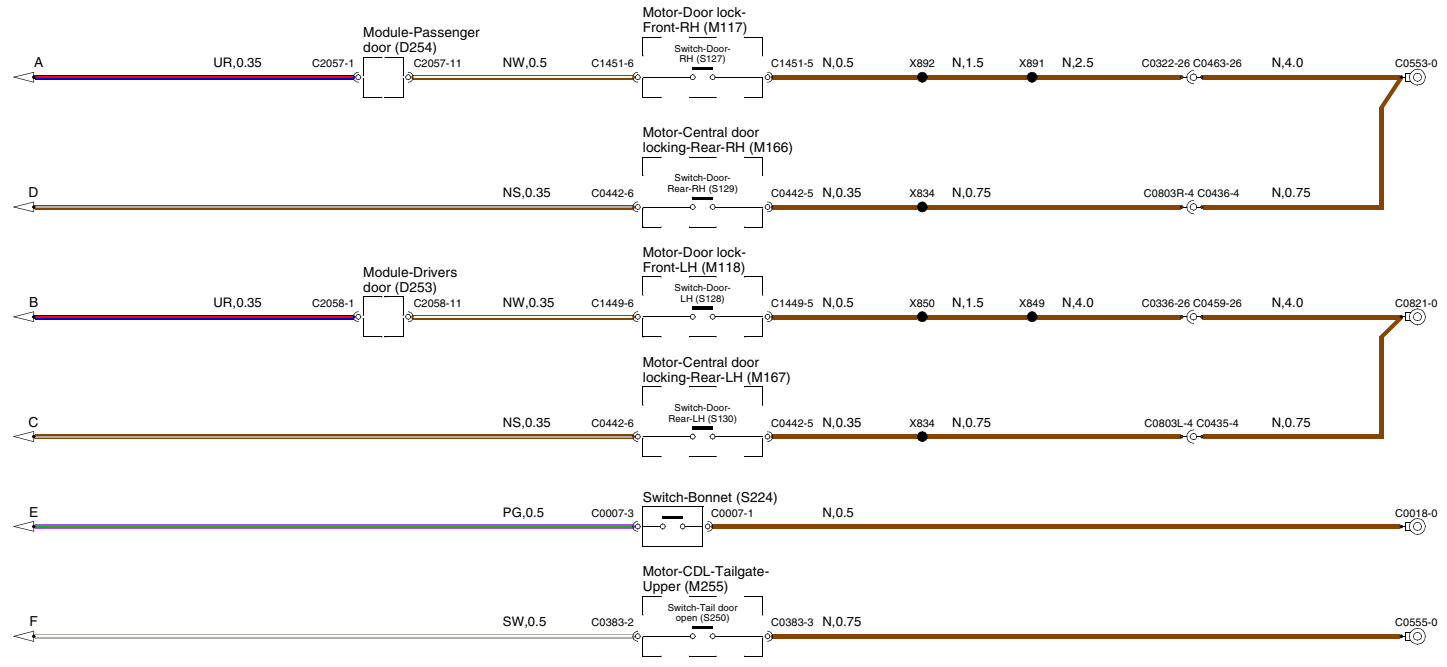 Motor-Door lock-
Front-RH (M117)
Module-Passenger
door (D254)
Switch-Door-
RH (S127)
A
UR,0.35
C2057-1
C2057-11
NW,0.5
C1451-6
C1451-5
N,0.5
X892
N,1.5
X891
N,2.5
C0322-26
C0463-26
N,4.0
C0553-0
Motor-Central door
locking-Rear-RH (M166)
Switch-Door-
Rear-RH (S129)
D
NS,0.35
C0442-6
C0442-5
N,0.35
X834
N,0.75
C0803R-4
C0436-4
N,0.75
Motor-Door lock-
Front-LH (M118)
Module-Drivers
door (D253)
Switch-Door-
LH (S128)
B
UR,0.35
C2058-1
C2058-11
NW,0.35
C1449-6
C1449-5
N,0.5
X850
N,1.5
X849
N,4.0
C0336-26
C0459-26
N,4.0
C0821-0
Motor-Central door
locking-Rear-LH (M167)
Switch-Door-
Rear-LH (S130)
C
NS,0.35
C0442-6
C0442-5
N,0.35
X834
N,0.75
C0803L-4
C0435-4
N,0.75
Switch-Bonnet (S224)
E
PG,0.5
C0007-3
C0007-1
N,0.5
C0018-0
Motor-CDL-Tailgate-
Upper (M255)
Switch-Tail door
open (S250)
F
SW,0.5
C0383-2
C0383-3
N,0.75
C0555-0